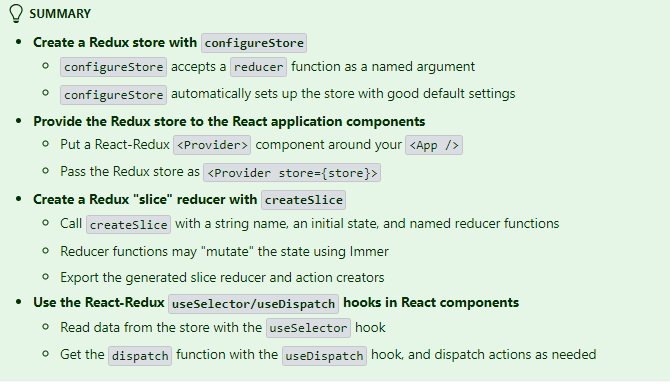 SUMMARY
Create a Redux store with configureStore
configureStore accepts a reducer function as a named argument
configureStore automatically sets up the store with good default settings
Provide the Redux store to the React application components
Put a React-Redux <Provider> component around your <App />
Pass the Redux store as <Provider store={store}>
Create a Redux "slice" reducer with createSlice
Call createSlice with a string name, an initial state, and named reducer functions
Reducer functions may "mutate" the state using Immer
Export the generated slice reducer and action creators
Use the React-Redux useSelector/useDispatch hooks in React components
Read data from the store with the useSelector hook
Get the dispatch function with the useDispatch hook, and dispatch actions as needed